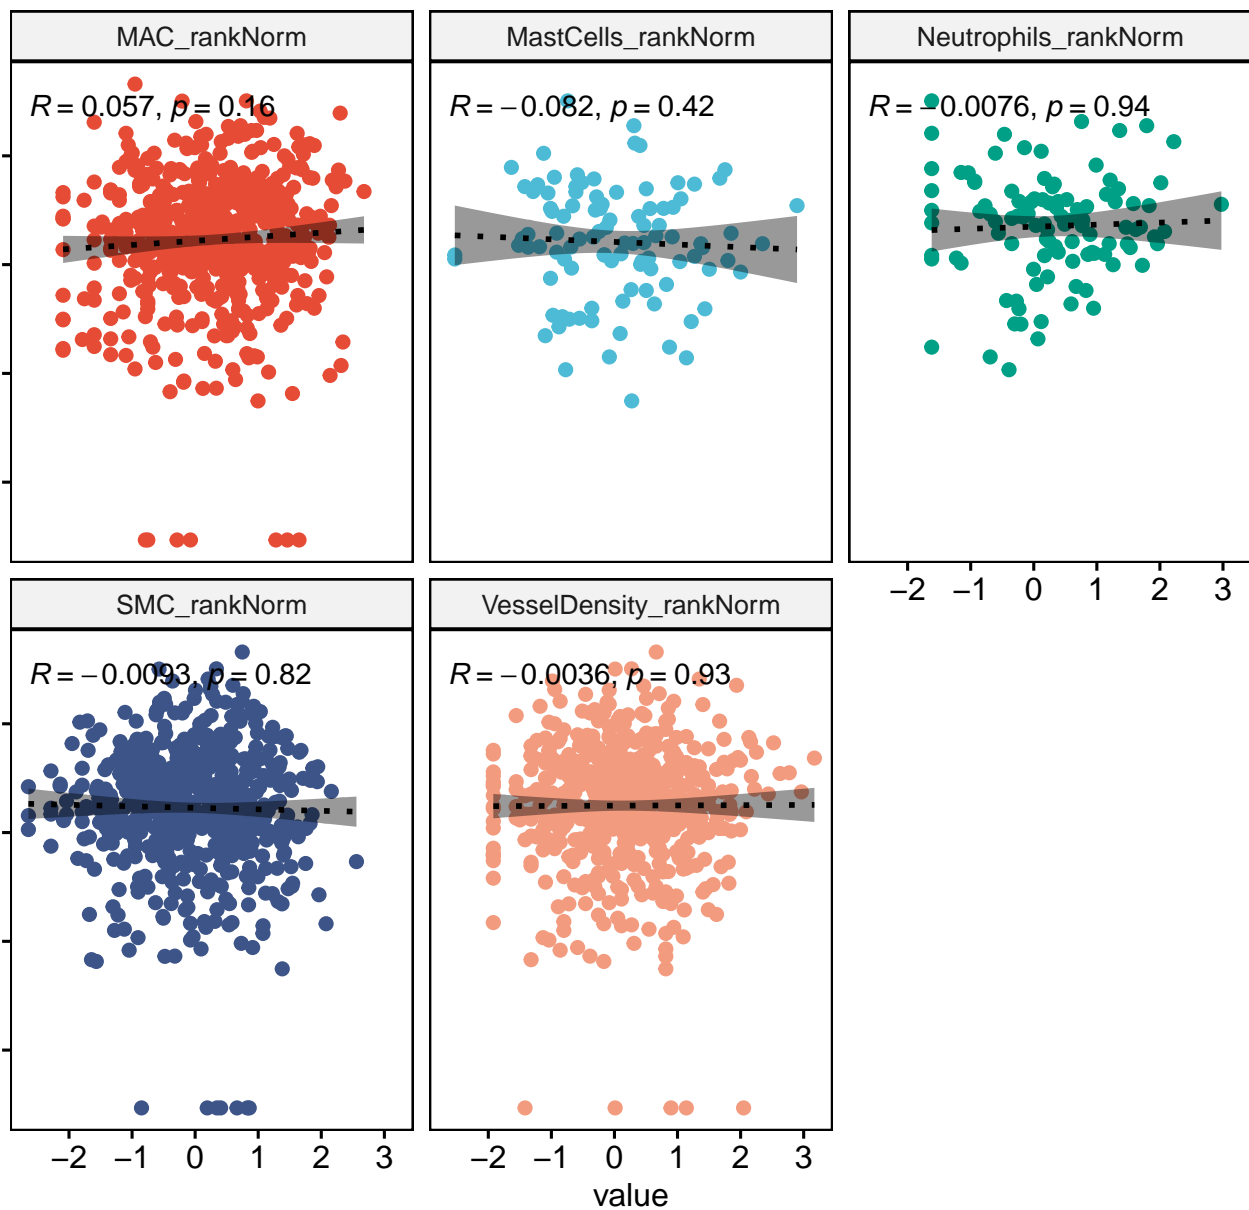 MAC_rankNorm
MastCells_rankNorm
Neutrophils_rankNorm
R = 0.057, p = 0.16
R = −0.082, p = 0.42
R = −0.0076, p = 0.94
−2 −1 0 1 2 3
SMC_rankNorm
VesselDensity_rankNorm
R = −0.0093, p = 0.82
R = −0.0036, p = 0.93
−2 −1 0 1 2 3
−2 −1 0 1 2 3
value